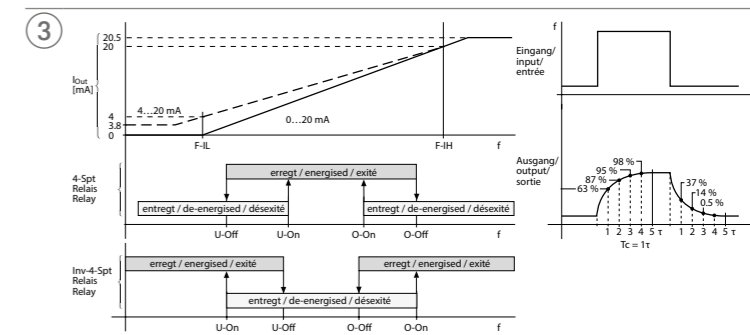 3
20.5
20
IOut
[mA]
4
3.8
0
4…20 mA
0…20 mA
F-IL
F-IH
f
4-Spt
Relais
Relay
erregt / energised / exité
entregt / de-energised / désexité
entregt / de-energised / désexité
U-Off
U-On
O-On
O-Off
f
Inv-4-Spt
Relais
Relay
erregt / energised / exité
erregt / energised / exité
entregt / de-energised / désexité
U-On
U-Off
O-Off
O-On
f
f
Eingang/
input/
entrée
Ausgang/
output/
sortie
98 %
95 %
87 %
63 %
37 %
14 %
0.5 %
1 2 3 4 5 τ
1 2 3 4 5 τ
Tc = 1τ